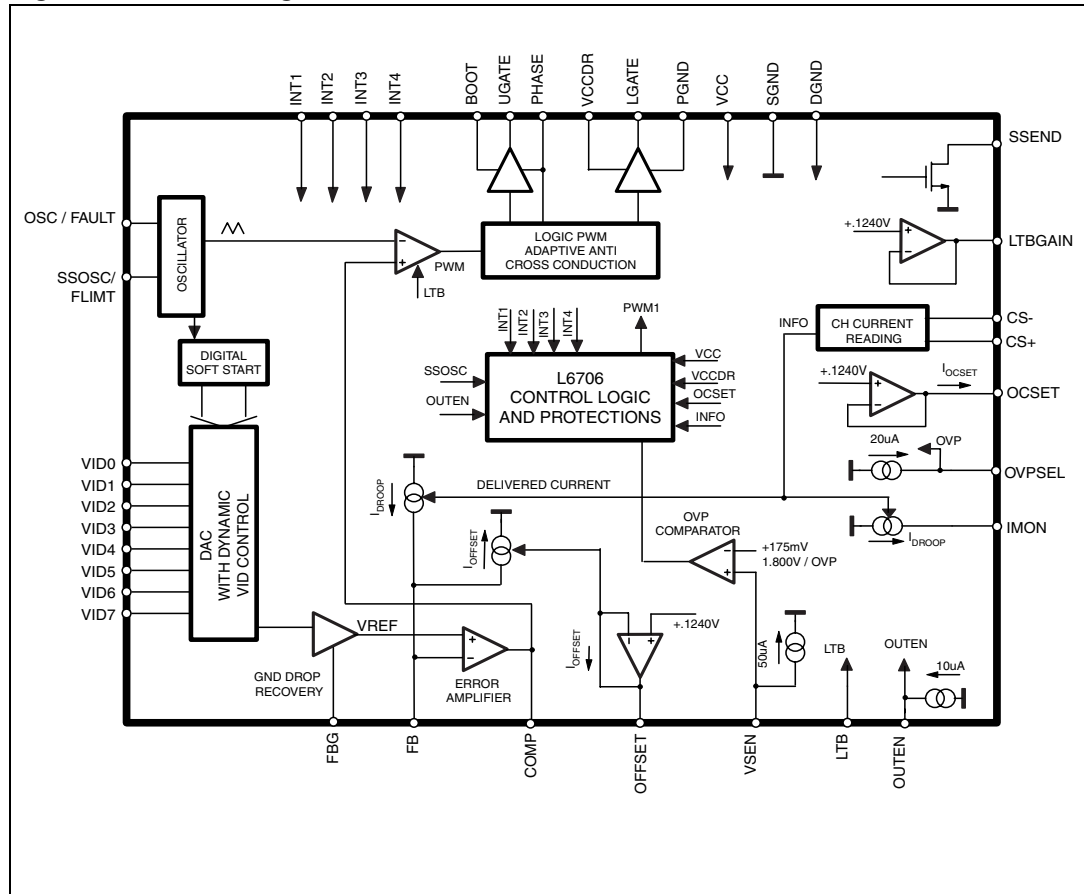 INT1
INT2
INT3
INT4
BOOT
UGATE
PHASE
VCCDR
LGATE
PGND
VCC
SGND
DGND
SSEND
OSC / FAULT
OSCILLATOR
LOGIC PWM
ADAPTIVE ANTI
CROSS CONDUCTION
+.1240V
LTBGAIN
PWM
LTB
SSOSC/
FLIMT
INT1
INT2
INT3
INT4
PWM1
INFO
CH CURRENT
READING
CS-
CS+
DIGITAL
SOFT START
SSOSC
OUTEN
L6706
CONTROL LOGIC
AND PROTECTIONS
VCC
VCCDR
OCSET
INFO
+.1240V
IOCSET
OCSET
20uA
OVP
OVPSEL
VID0
VID1
VID2
VID3
VID4
VID5
VID6
VID7
DAC
WITH DYNAMIC
VID CONTROL
IDROOP
DELIVERED CURRENT
IOFFSET
OVP
COMPARATOR
+175mV
1.800V / OVP
IDROOP
IMON
VREF
GND DROP
RECOVERY
ERROR
AMPLIFIER
IOFFSET
+.1240V
50uA
LTB
OUTEN
10uA
FBG
FB
COMP
OFFSET
VSEN
LTB
OUTEN